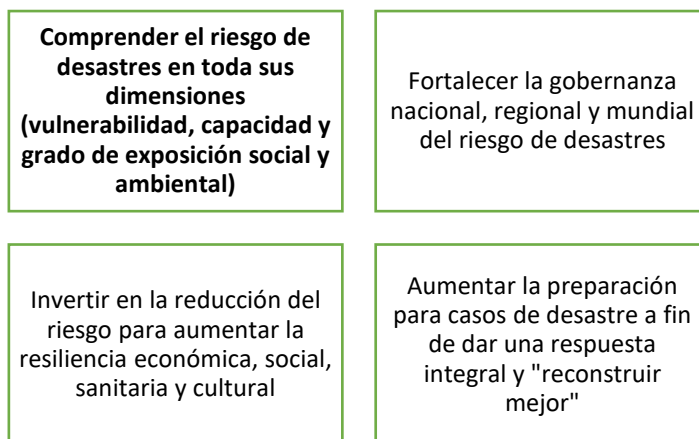 Comprender el riesgo de
desastres en toda sus
dimensiones
(vulnerabilidad, capacidad y
grado de exposición social y
ambiental)
Fortalecer la gobernanza
nacional, regional y mundial
del riesgo de desastres
Invertir en la reducción del
riesgo para aumentar la
resiliencia económica, social,
sanitaria y cultural
Aumentar la preparación
para casos de desastre a fin
de dar una respuesta
integral y "reconstruir
mejor"